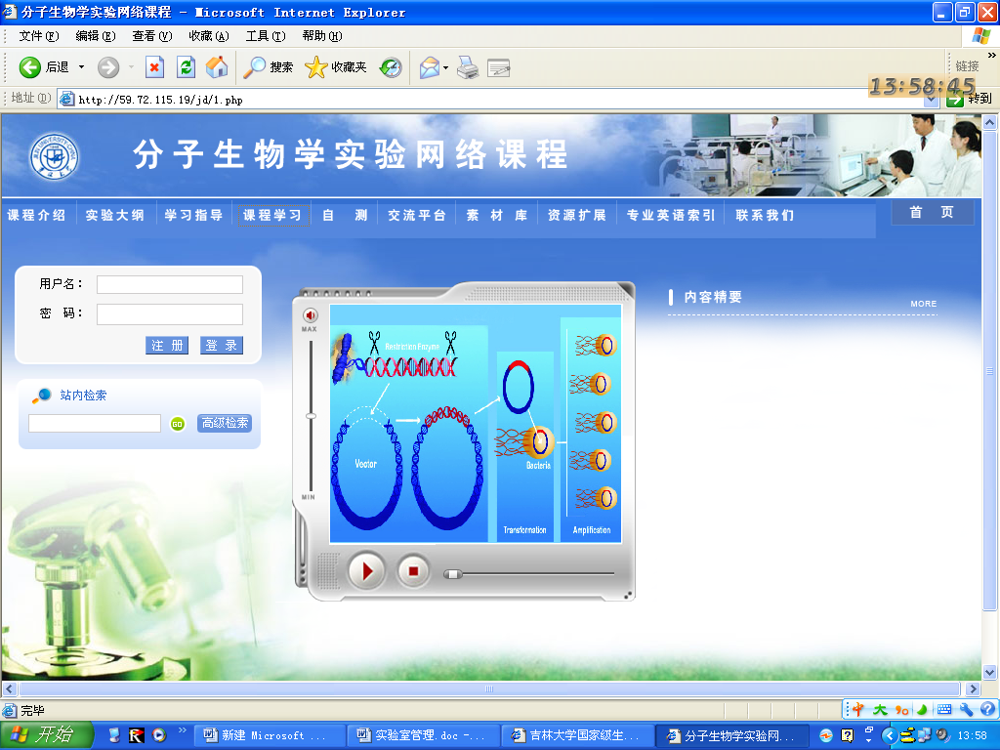 分子生物学实验网络课程 - Microsoft Internet Explorer
文件(F) 编辑(E) 查看(V) 收藏(A) 工具(T) 帮助(H)
后退 搜索 收藏夹 链接 »
13:58:45
地址(D) http://59.72.115.19/jd/1.php 转到
分子生物学实验网络课程
课程介绍 实验大纲 学习指导 课程学习 自 测 交流平台 素 材 库 资源扩展 专业英语索引 联系我们 首 页
用户名：
密 码：
注 册 登 录
站内检索
GO 高级检索
MAX
MIN
Restriction Enzyme
Vector
Bacteria
Transformation
Amplification
内容精要
MORE
完毕
中 大
开始 » 新建 Microsoft ... 实验室管理.doc -... 吉林大学国家级生... 分子生物学实验网... 13:58